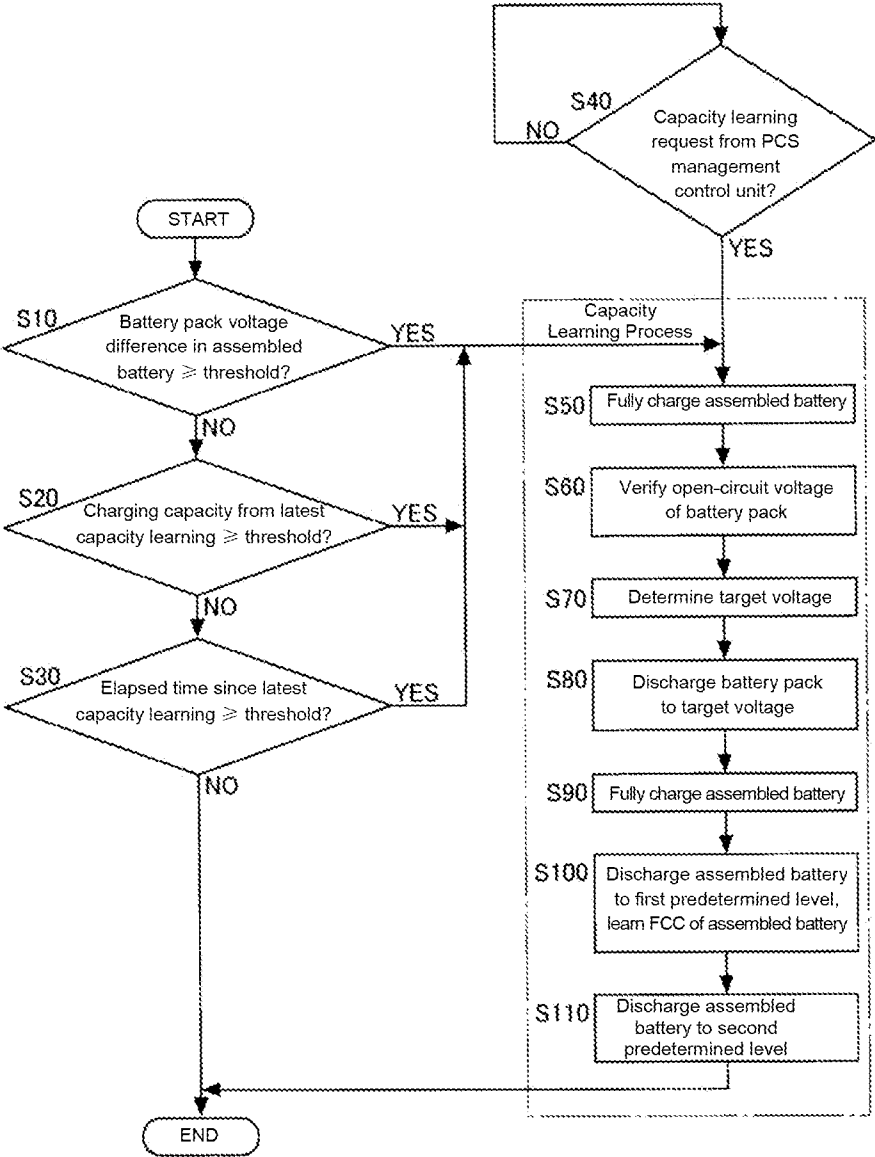 S40
Capacity learning
request from PCS
management
control unit?
NO
YES
START
S10
Battery pack voltage
difference in assembled
battery ⩾ threshold?
YES
NO
S20
Charging capacity from latest
capacity learning ⩾ threshold?
YES
NO
S30
Elapsed time since latest
capacity learning ⩾ threshold?
YES
NO
Capacity
Learning Process
S50
Fully charge assembled battery
S60
Verify open-circuit voltage
of battery pack
S70
Determine target voltage
S80
Discharge battery pack
to target voltage
S90
Fully charge assembled battery
S100
Discharge assembled battery
to first predetermined level,
learn FCC of assembled battery
S110
Discharge assembled
battery to second
predetermined level
END